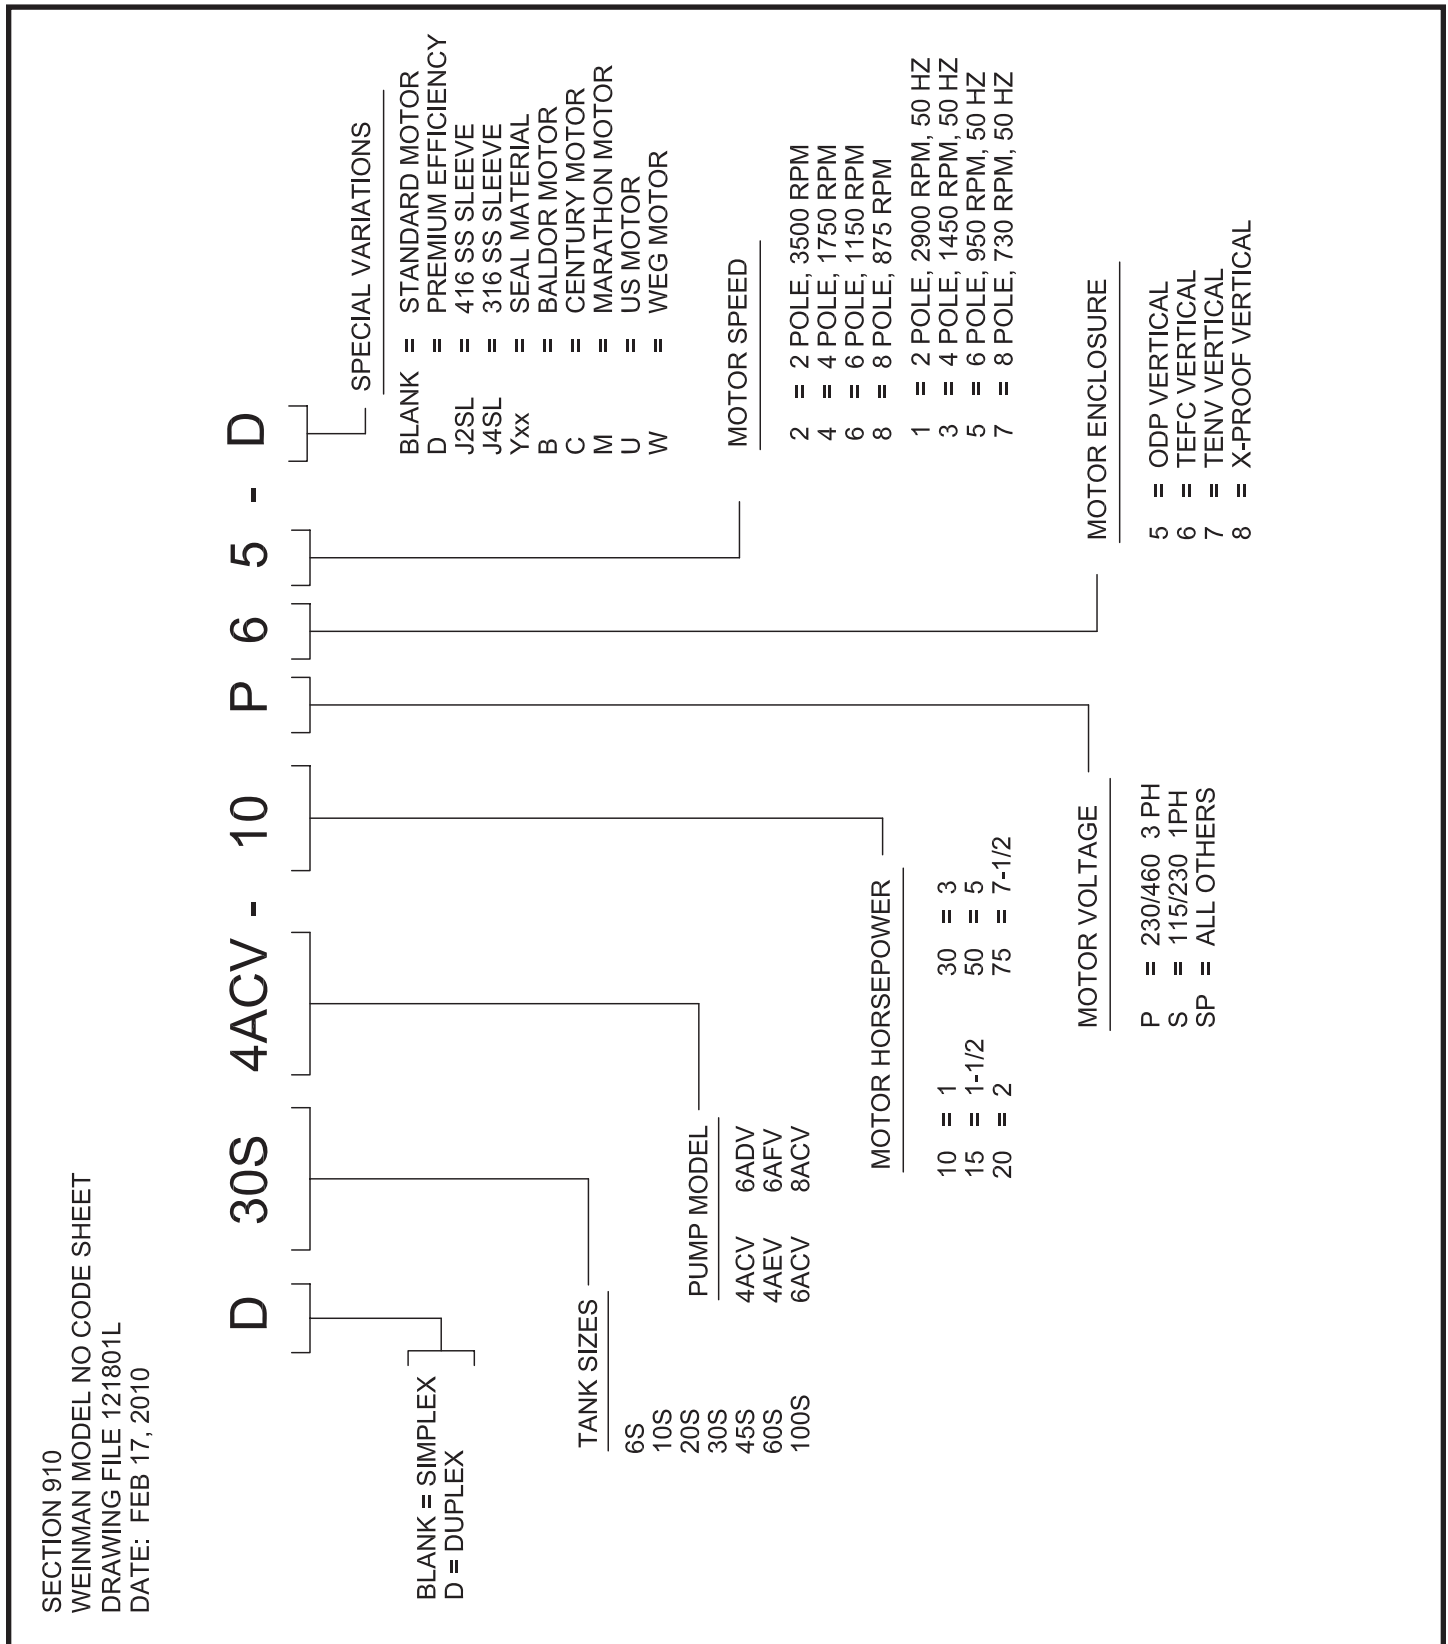 SECTION 910
WEINMAN MODEL NO CODE SHEET
DRAWING FILE 121801L
DATE: FEB 17, 2010
D 30S 4ACV - 10 P 6 5 - D
BLANK = SIMPLEX
D = DUPLEX
TANK SIZES
6S
10S
20S
30S
45S
60S
100S
PUMP MODEL
4ACV 6ADV
4AEV 6AFV
6ACV 8ACV
MOTOR HORSEPOWER
10 = 1 30 = 3
15 = 1-1/2 50 = 5
20 = 2 75 = 7-1/2
MOTOR VOLTAGE
P = 230/460 3 PH
S = 115/230 1PH
SP = ALL OTHERS
MOTOR ENCLOSURE
5 = ODP VERTICAL
6 = TEFC VERTICAL
7 = TENV VERTICAL
8 = X-PROOF VERTICAL
MOTOR SPEED
2 = 2 POLE, 3500 RPM
4 = 4 POLE, 1750 RPM
6 = 6 POLE, 1150 RPM
8 = 8 POLE, 875 RPM
1 = 2 POLE, 2900 RPM, 50 HZ
3 = 4 POLE, 1450 RPM, 50 HZ
5 = 6 POLE, 950 RPM, 50 HZ
7 = 8 POLE, 730 RPM, 50 HZ
SPECIAL VARIATIONS
BLANK = STANDARD MOTOR
D = PREMIUM EFFICIENCY
J2SL = 416 SS SLEEVE
J4SL = 316 SS SLEEVE
Yxx = SEAL MATERIAL
B = BALDOR MOTOR
C = CENTURY MOTOR
M = MARATHON MOTOR
U = US MOTOR
W = WEG MOTOR